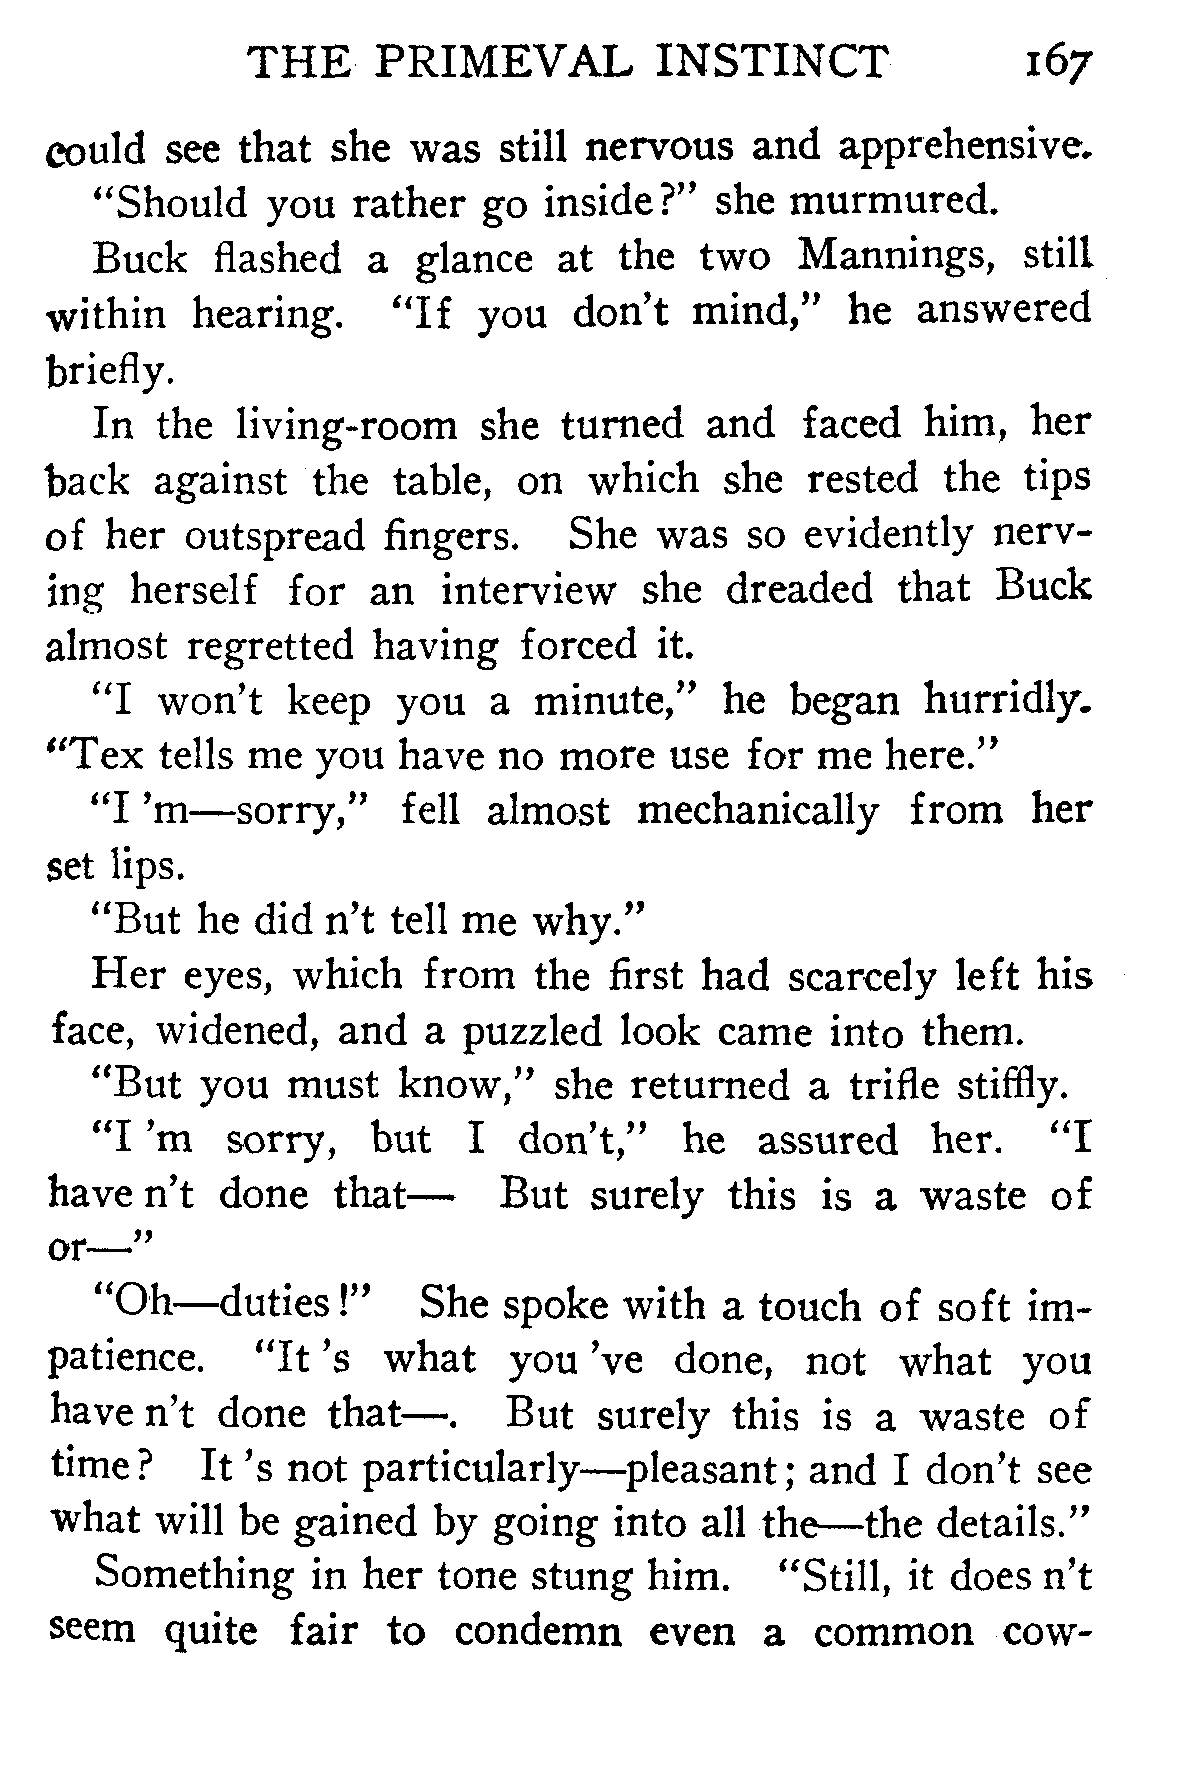 THE PRIMEVAL INSTINCT 167
could see that she was still nervous and apprehensive.
"Should you rather go inside?" she murmured.
Buck flashed a glance at the two Mannings, still
within hearing. "If you don't mind," he answered
briefly.
In the living-room she turned and faced him, her
back against the table, on which she rested the tips
of her outspread fingers. She was so evidently nerv-
ing herself for an interview she dreaded that Buck
almost regretted having forced it.
"I won't keep you a minute," he began hurridly.
"Tex tells me you have no more use for me here."
"I 'm—sorry," fell almost mechanically from her
set lips.
"But he did n't tell me why."
Her eyes, which from the first had scarcely left his
face, widened, and a puzzled look came into them.
"But you must know," she returned a trifle stiffly.
"I 'm sorry, but I don't," he assured her. "I
have n't done that— But surely this is a waste of
or—"
"Oh—duties!" She spoke with a touch of soft im-
patience. "It 's what you 've done, not what you
have n't done that—. But surely this is a waste of
time? It 's not particularly—pleasant; and I don't see
what will be gained by going into all the—the details."
Something in her tone stung him. "Still, it does n't
seem quite fair to condemn even a common cow-